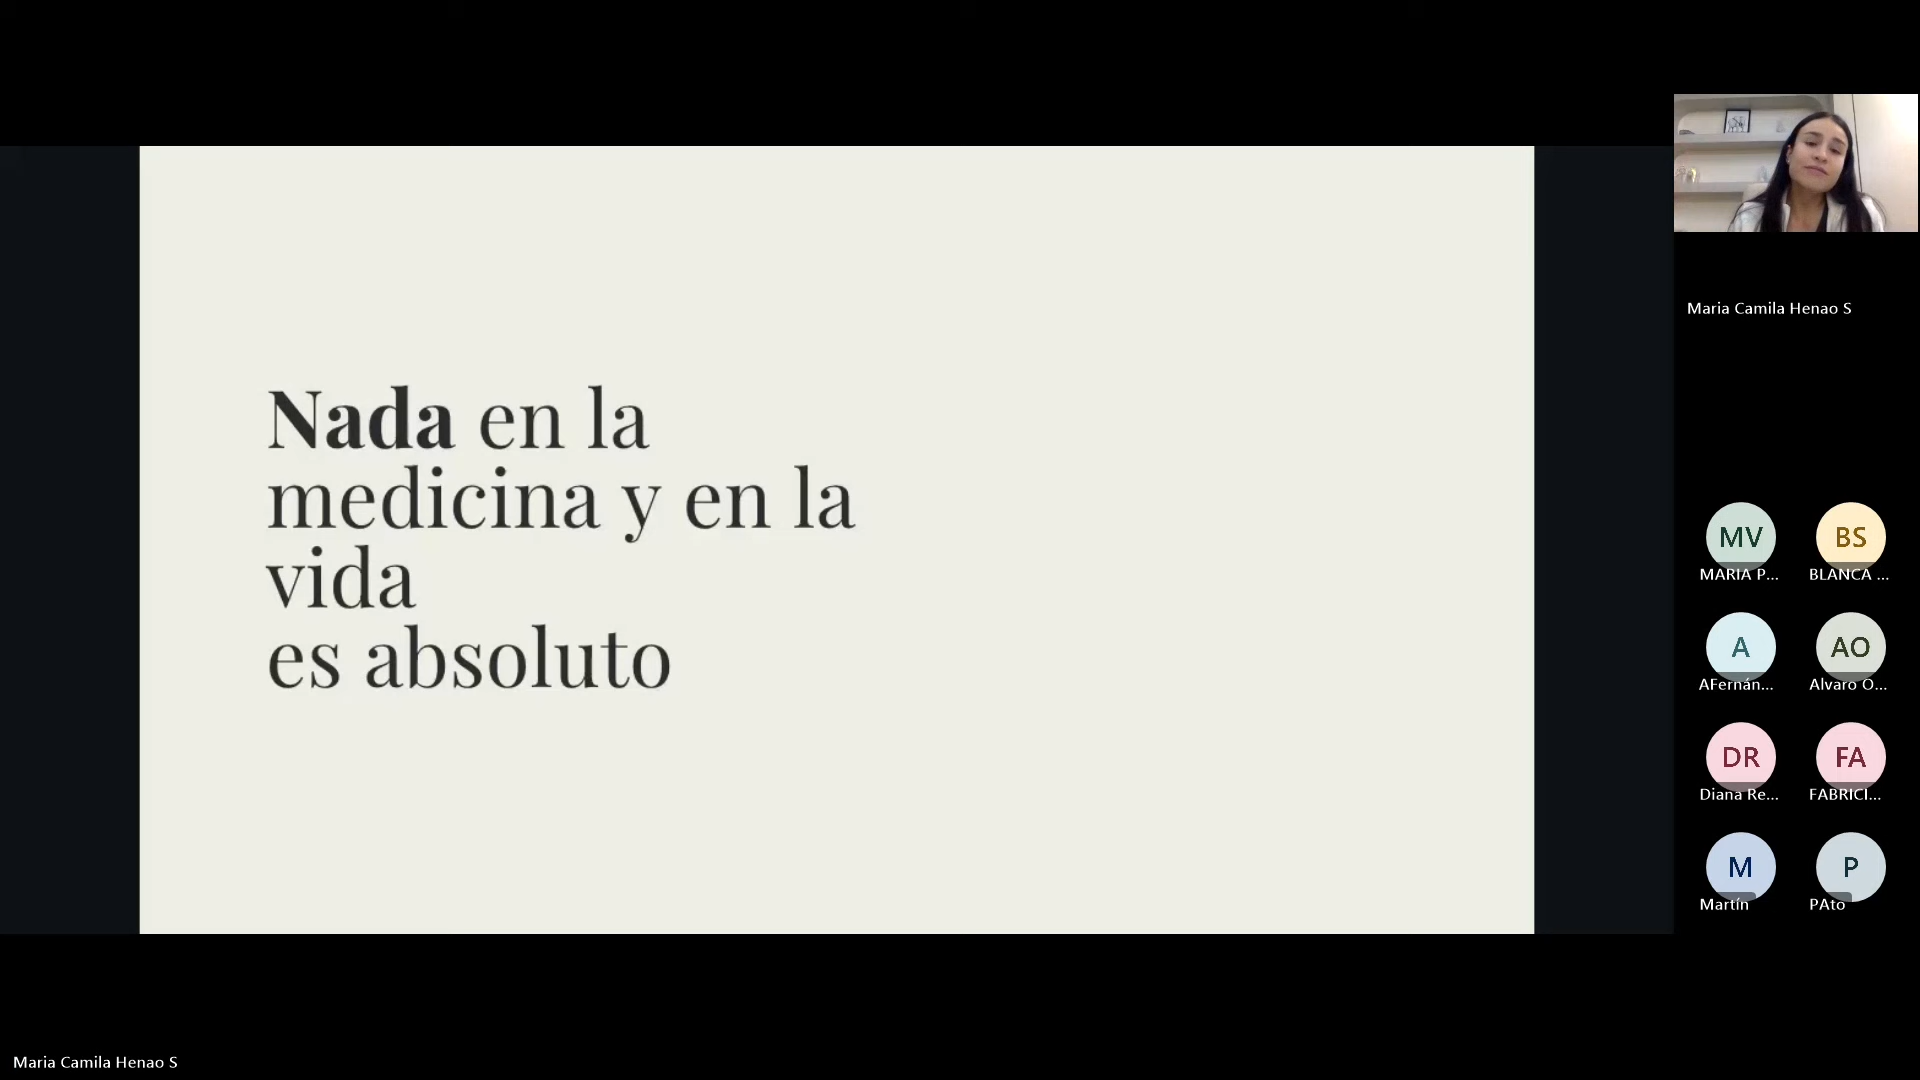 Nada en la
medicina y en la
vida
es absoluto
Maria Camila Henao S
MV
MARIA P...
BS
BLANCA ...
A
AFernán...
AO
Alvaro O...
DR
Diana Re...
FA
FABRICI...
M
Martín
P
PAto
Maria Camila Henao S